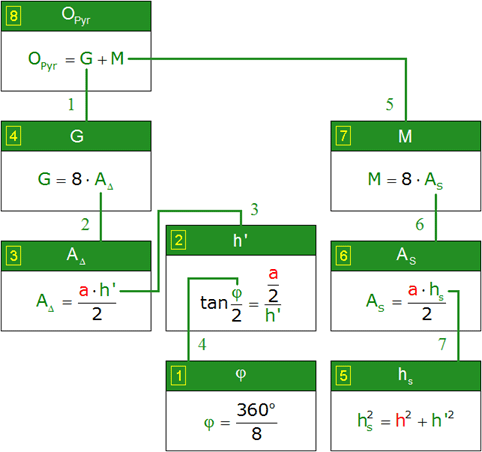 8 O_Pyr
O_Pyr = G + M
1
5
4 G
G = 8 · A_Δ
7 M
M = 8 · A_S
2
3
6
3 A_Δ
A_Δ = a · h' / 2
2 h'
tan φ/2 = (a/2) / h'
6 A_S
A_S = a · h_s / 2
4
7
1 φ
φ = 360° / 8
5 h_s
h_s² = h² + h'²